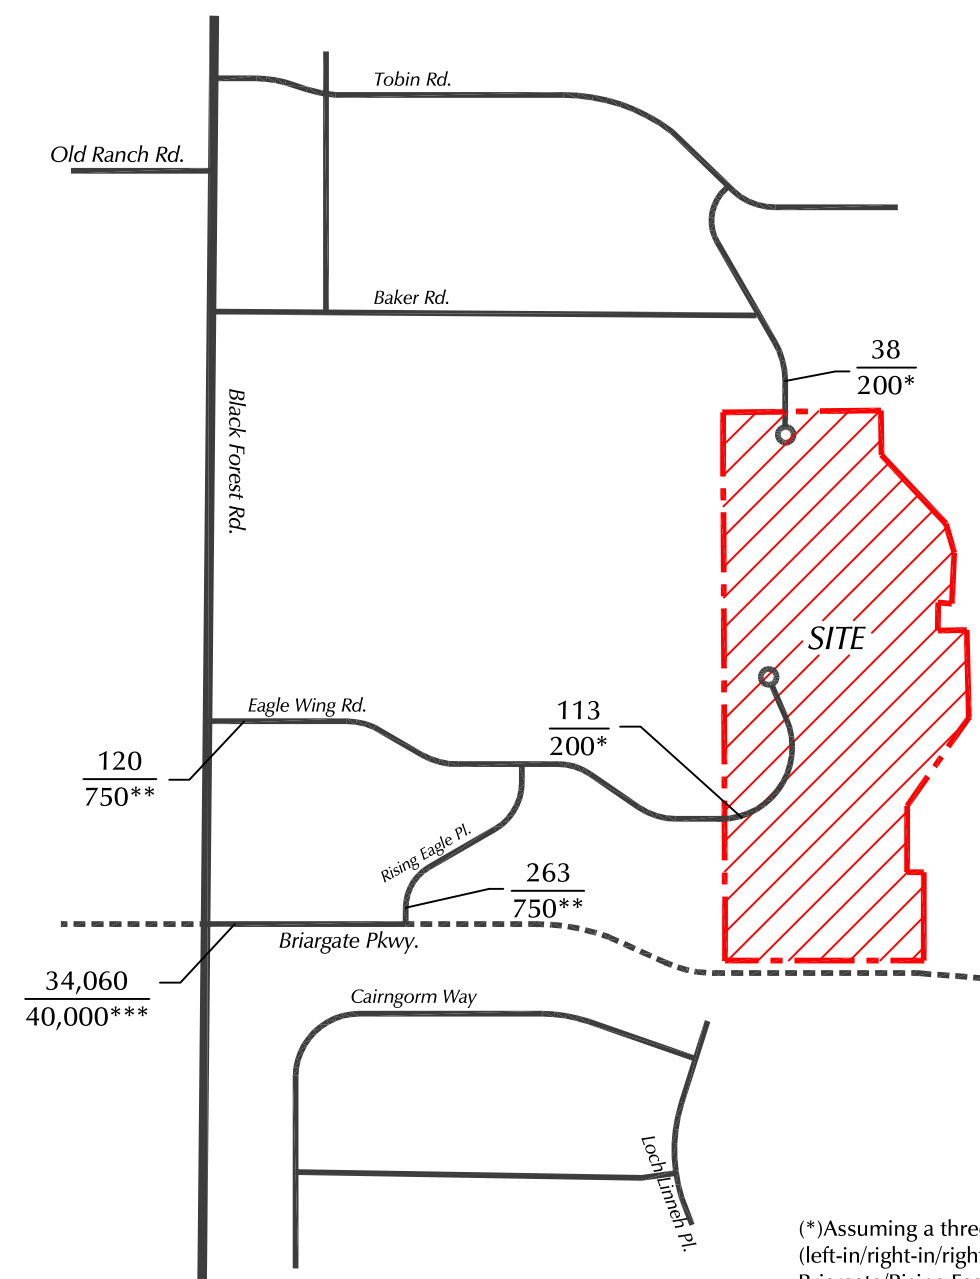 Tobin Rd.
Old Ranch Rd.
Baker Rd.
38
200*
Black Forest Rd.
SITE
Eagle Wing Rd.
113
200*
120
750**
Rising Eagle Pl.
263
750**
Briargate Pkwy.
34,060
40,000***
Cairngorm Way
Loch Linneh Pl.
(*)Assuming a three
(left-in/right-in/right